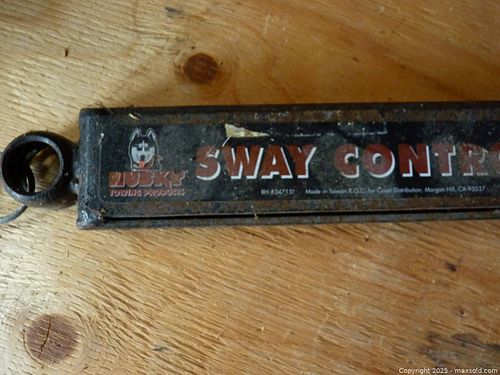 HUSKY
TOWING PRODUCTS
SWAY CONTR
RH #34715
Made in Taiwan R.O.C. for Coast Distribution, Morgan Hill, CA 95037
Copyright 2025 - maxsold.com